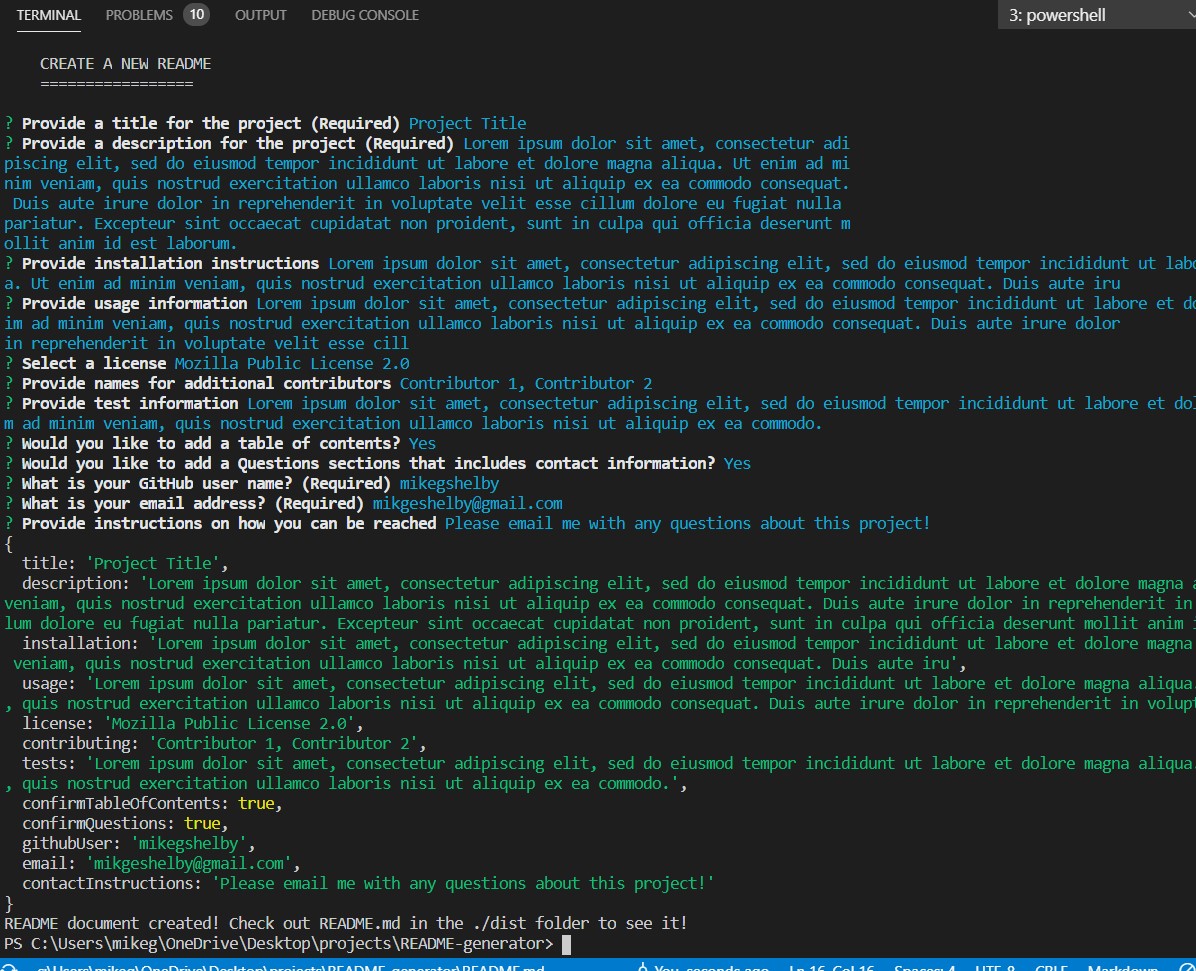 TERMINAL PROBLEMS 10 OUTPUT DEBUG CONSOLE 3: powershell
CREATE A NEW README
=================
? Provide a title for the project (Required) Project Title
? Provide a description for the project (Required) Lorem ipsum dolor sit amet, consectetur adi
piscing elit, sed do eiusmod tempor incididunt ut labore et dolore magna aliqua. Ut enim ad mi
nim veniam, quis nostrud exercitation ullamco laboris nisi ut aliquip ex ea commodo consequat.
Duis aute irure dolor in reprehenderit in voluptate velit esse cillum dolore eu fugiat nulla
pariatur. Excepteur sint occaecat cupidatat non proident, sunt in culpa qui officia deserunt m
ollit anim id est laborum.
? Provide installation instructions Lorem ipsum dolor sit amet, consectetur adipiscing elit, sed do eiusmod tempor incididunt ut labo
a. Ut enim ad minim veniam, quis nostrud exercitation ullamco laboris nisi ut aliquip ex ea commodo consequat. Duis aute iru
? Provide usage information Lorem ipsum dolor sit amet, consectetur adipiscing elit, sed do eiusmod tempor incididunt ut labore et do
im ad minim veniam, quis nostrud exercitation ullamco laboris nisi ut aliquip ex ea commodo consequat. Duis aute irure dolor
in reprehenderit in voluptate velit esse cill
? Select a license Mozilla Public License 2.0
? Provide names for additional contributors Contributor 1, Contributor 2
? Provide test information Lorem ipsum dolor sit amet, consectetur adipiscing elit, sed do eiusmod tempor incididunt ut labore et dol
m ad minim veniam, quis nostrud exercitation ullamco laboris nisi ut aliquip ex ea commodo.
? Would you like to add a table of contents? Yes
? Would you like to add a Questions sections that includes contact information? Yes
? What is your GitHub user name? (Required) mikegshelby
? What is your email address? (Required) mikgeshelby@gmail.com
? Provide instructions on how you can be reached Please email me with any questions about this project!
{
title: 'Project Title',
description: 'Lorem ipsum dolor sit amet, consectetur adipiscing elit, sed do eiusmod tempor incididunt ut labore et dolore magna a
veniam, quis nostrud exercitation ullamco laboris nisi ut aliquip ex ea commodo consequat. Duis aute irure dolor in reprehenderit in
lum dolore eu fugiat nulla pariatur. Excepteur sint occaecat cupidatat non proident, sunt in culpa qui officia deserunt mollit anim i
installation: 'Lorem ipsum dolor sit amet, consectetur adipiscing elit, sed do eiusmod tempor incididunt ut labore et dolore magna
veniam, quis nostrud exercitation ullamco laboris nisi ut aliquip ex ea commodo consequat. Duis aute iru',
usage: 'Lorem ipsum dolor sit amet, consectetur adipiscing elit, sed do eiusmod tempor incididunt ut labore et dolore magna aliqua.
, quis nostrud exercitation ullamco laboris nisi ut aliquip ex ea commodo consequat. Duis aute irure dolor in reprehenderit in volupt
license: 'Mozilla Public License 2.0',
contributing: 'Contributor 1, Contributor 2',
tests: 'Lorem ipsum dolor sit amet, consectetur adipiscing elit, sed do eiusmod tempor incididunt ut labore et dolore magna aliqua.
, quis nostrud exercitation ullamco laboris nisi ut aliquip ex ea commodo.',
confirmTableOfContents: true,
confirmQuestions: true,
githubUser: 'mikegshelby',
email: 'mikgeshelby@gmail.com',
contactInstructions: 'Please email me with any questions about this project!'
}
README document created! Check out README.md in the ./dist folder to see it!
PS C:\Users\mikeg\OneDrive\Desktop\projects\README-generator>
c:\Users\mikeg\OneDrive\Desktop\projects\README-generator\README.md You, seconds ago Ln 16, Col 16 Spaces: 4 UTF-8 CRLF Markdown